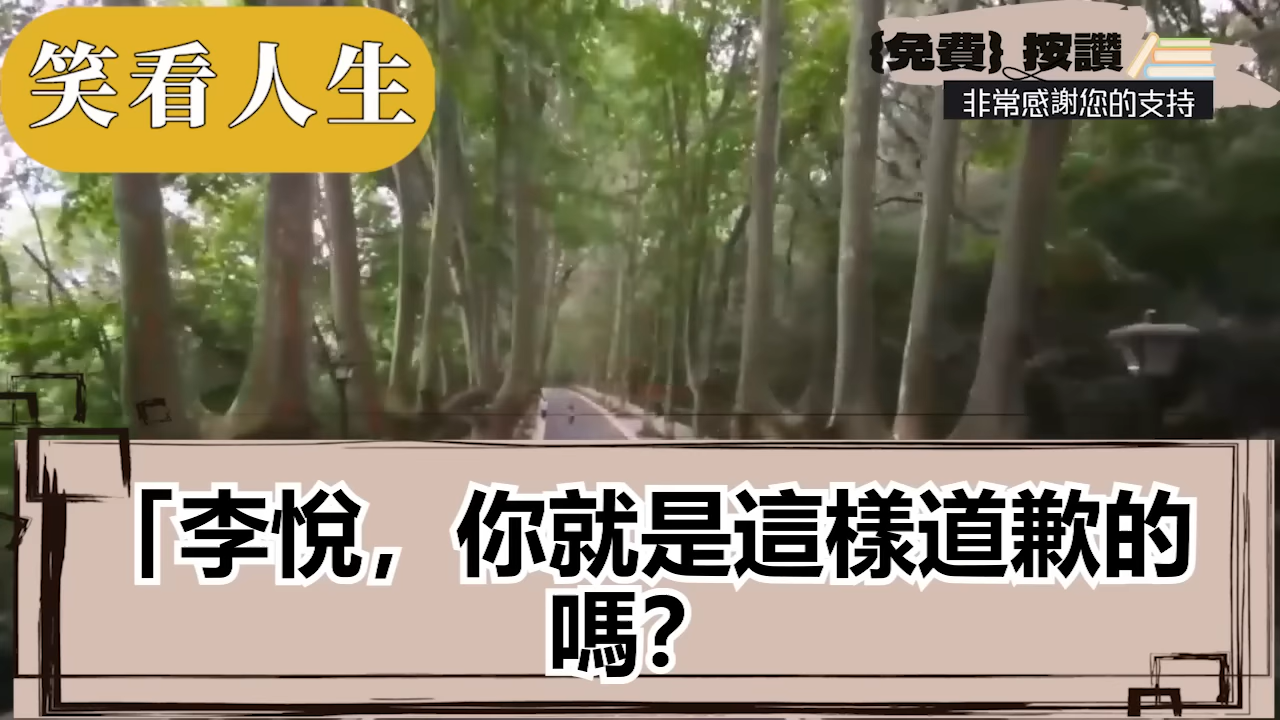 笑看人生
{免費} 按讚
非常感謝您的支持
「李悅，你就是這樣道歉的
嗎？